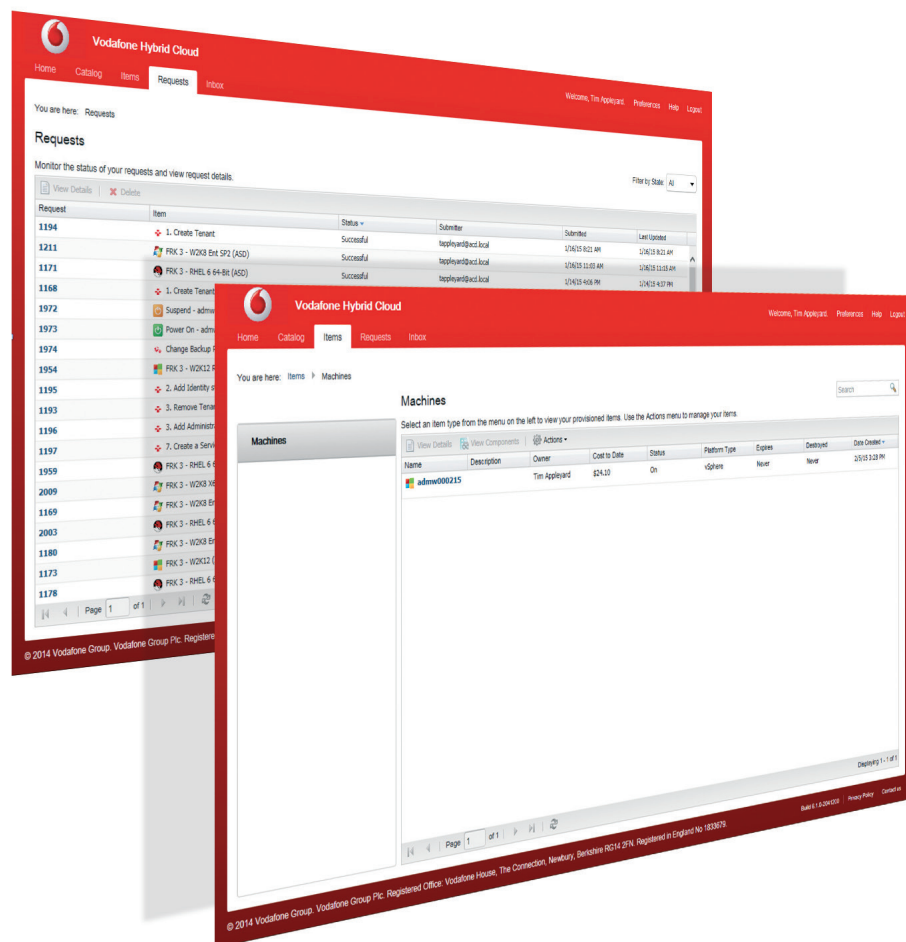 Vodafone Hybrid Cloud
Home Catalog Items Requests Inbox
Welcome, Tim Appleyard. Preferences Help Logout
You are here: Requests
Requests
Monitor the status of your requests and view request details.
Filter by State: All
View Details Delete
Request Item Status Submitter Submitted Last Updated
1194 1. Create Tenant Successful tappleyard@acd.local 1/16/15 8:21 AM 1/16/15 8:21 AM
1211 FRK 3 - W2K8 Ent SP2 (ASD) Successful tappleyard@acd.local 1/16/15 11:03 AM 1/16/15 11:15 AM
1171 FRK 3 - RHEL 6 64-Bit (ASD) Successful tappleyard@acd.local 1/14/15 4:06 PM 1/14/15 4:37 PM
1168 1. Create Tenant
1972 Suspend - admw
1973 Power On - admw
1974 Change Backup
1954 FRK 3 - W2K12
1195 2. Add Identity
1193 3. Remove Tena
1196 3. Add Administra
1197 7. Create a Servi
1959 FRK 3 - RHEL 6 6
2009 FRK 3 - W2K8 X6
1169 FRK 3 - W2K8 En
2003 FRK 3 - RHEL 6 6
1180 FRK 3 - W2K8 En
1173 FRK 3 - W2K12 (
1178 FRK 3 - RHEL 6 6
Page 1 of 1
© 2014 Vodafone Group. Vodafone Group Plc. Registere
Vodafone Hybrid Cloud
Welcome, Tim Appleyard. Preferences Help Logout
Home Catalog Items Requests Inbox
You are here: Items Machines
Search
Machines
Machines
Select an item type from the menu on the left to view your provisioned items. Use the Actions menu to manage your items.
View Details View Components Actions
Name Description Owner Cost to Date Status Platform Type Expires Destroyed Date Created
admw000215 Tim Appleyard $24.10 On vSphere Never Never 2/5/15 3:28 PM
Displaying 1 - 1 of 1
Page 1 of 1
Build 6.1.0-2041200 Privacy Policy Contact us
© 2014 Vodafone Group. Vodafone Group Plc. Registered Office: Vodafone House, The Connection, Newbury, Berkshire RG14 2FN. Registered in England No 1833679.